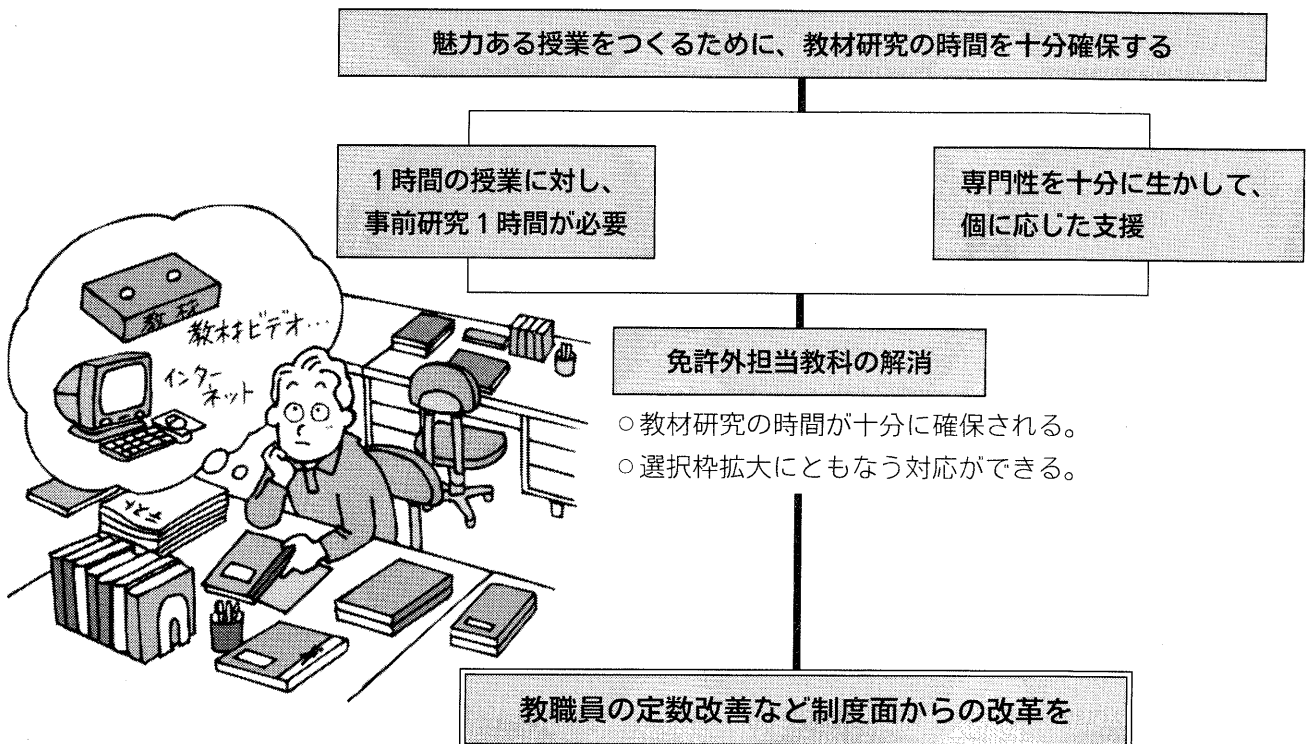 魅力ある授業をつくるために、教材研究の時間を十分確保する
1時間の授業に対し、
事前研究1時間が必要
専門性を十分に生かして、
個に応じた支援
教材
教材ビデオ…
インター
ネット
テスト
免許外担当教科の解消
○教材研究の時間が十分に確保される。
○選択枠拡大にともなう対応ができる。
教職員の定数改善など制度面からの改革を